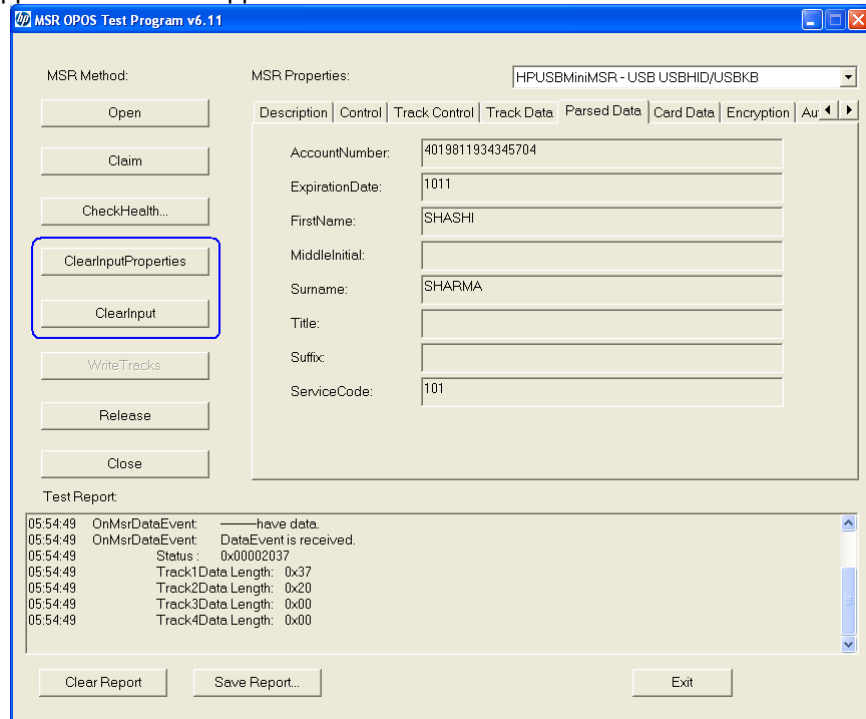 MSR OPOS Test Program v6.11
MSR Method:
MSR Properties:
HPUSBMiniMSR - USB USBHID/USBKB
Open
Claim
CheckHealth...
ClearInputProperties
ClearInput
WriteTracks
Release
Close
Description
Control
Track Control
Track Data
Parsed Data
Card Data
Encryption
AccountNumber: 4019811934345704
ExpirationDate: 1011
FirstName: SHASHI
MiddleInitial:
Surname: SHARMA
Title:
Suffix:
ServiceCode: 101
Test Report:
05:54:49 OnMsrDataEvent: ———have data.
05:54:49 OnMsrDataEvent: DataEvent is received.
05:54:49 Status : 0x00002037
05:54:49 Track1Data Length: 0x37
05:54:49 Track2Data Length: 0x20
05:54:49 Track3Data Length: 0x00
05:54:49 Track4Data Length: 0x00
Clear Report
Save Report...
Exit